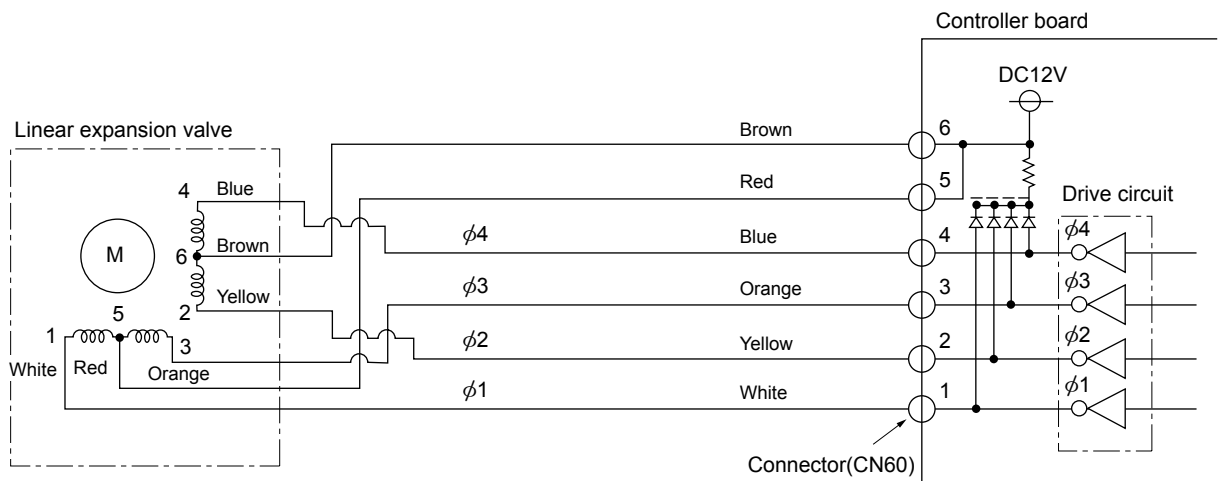 Controller board
DC12V
Linear expansion valve
Brown
6
4
Blue
Red
5
Drive circuit
M
6
Brown
ϕ4
Blue
4
ϕ4
5
2
Yellow
ϕ3
Orange
3
ϕ3
1
3
ϕ2
Yellow
2
ϕ2
White
Red
Orange
ϕ1
White
1
ϕ1
Connector(CN60)